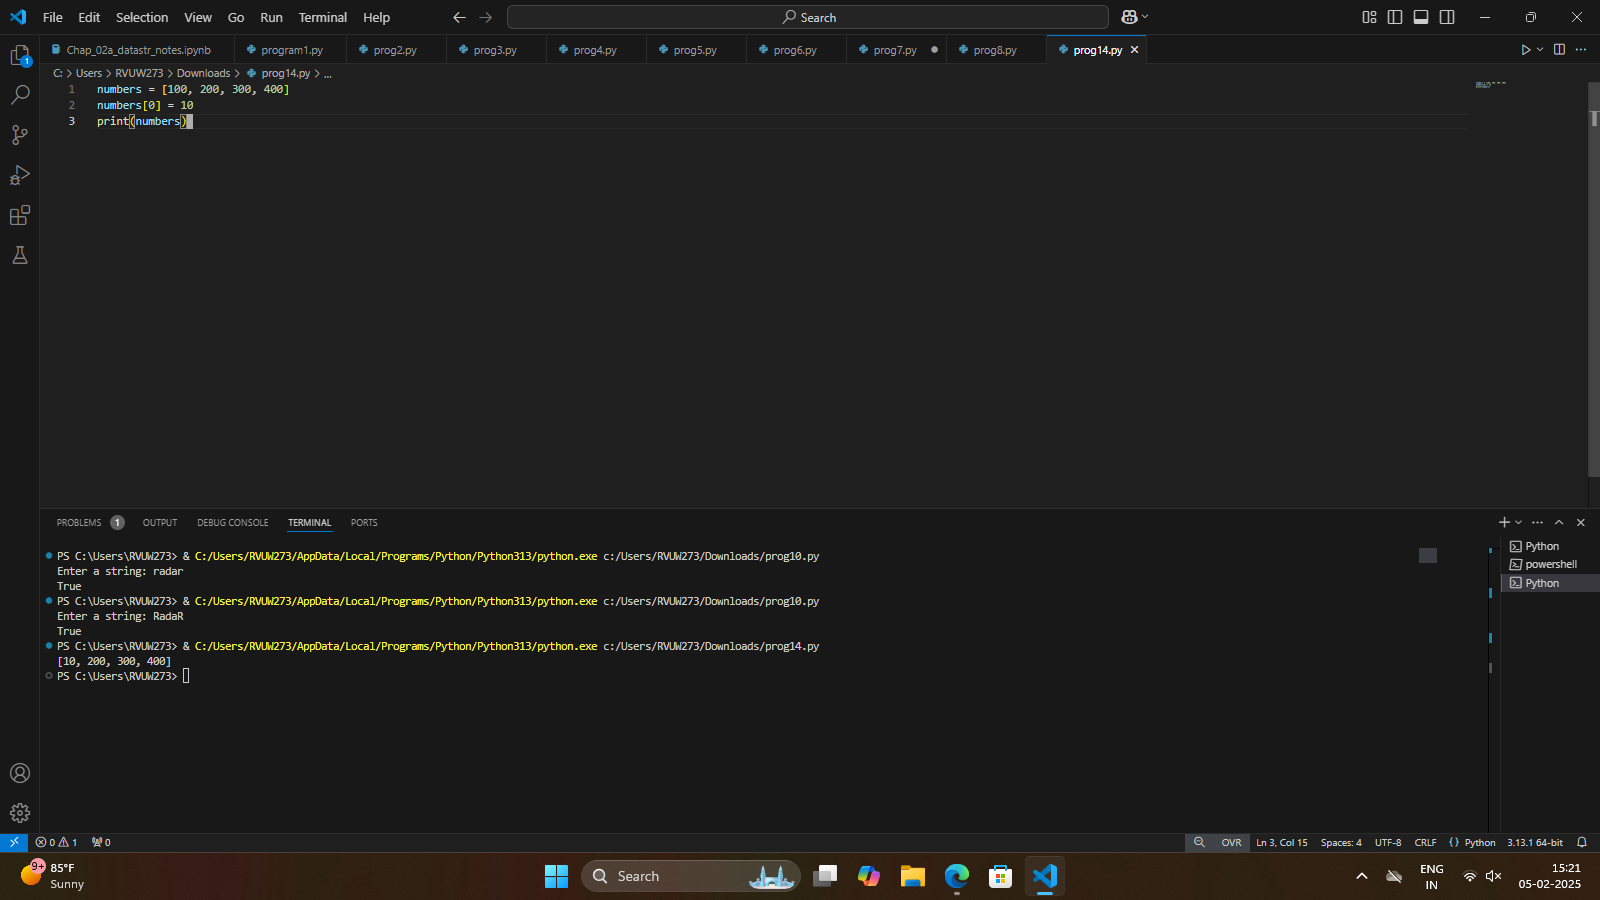 File Edit Selection View Go Run Terminal Help
Search
Chap_02a_datastr_notes.ipynb program1.py prog2.py prog3.py prog4.py prog5.py prog6.py prog7.py prog8.py prog14.py
1
C: > Users > RVUW273 > Downloads > prog14.py > ...
1 numbers = [100, 200, 300, 400]
2 numbers[0] = 10
3 print(numbers)
PROBLEMS 1 OUTPUT DEBUG CONSOLE TERMINAL PORTS
PS C:\Users\RVUW273> & C:/Users/RVUW273/AppData/Local/Programs/Python/Python313/python.exe c:/Users/RVUW273/Downloads/prog10.py
Enter a string: radar
True
PS C:\Users\RVUW273> & C:/Users/RVUW273/AppData/Local/Programs/Python/Python313/python.exe c:/Users/RVUW273/Downloads/prog10.py
Enter a string: RadaR
True
PS C:\Users\RVUW273> & C:/Users/RVUW273/AppData/Local/Programs/Python/Python313/python.exe c:/Users/RVUW273/Downloads/prog14.py
[10, 200, 300, 400]
PS C:\Users\RVUW273>
Python
powershell
Python
0 1 0 OVR Ln 3, Col 15 Spaces: 4 UTF-8 CRLF {} Python 3.13.1 64-bit
9+
85°F
Sunny
Search
ENG
IN
15:21
05-02-2025